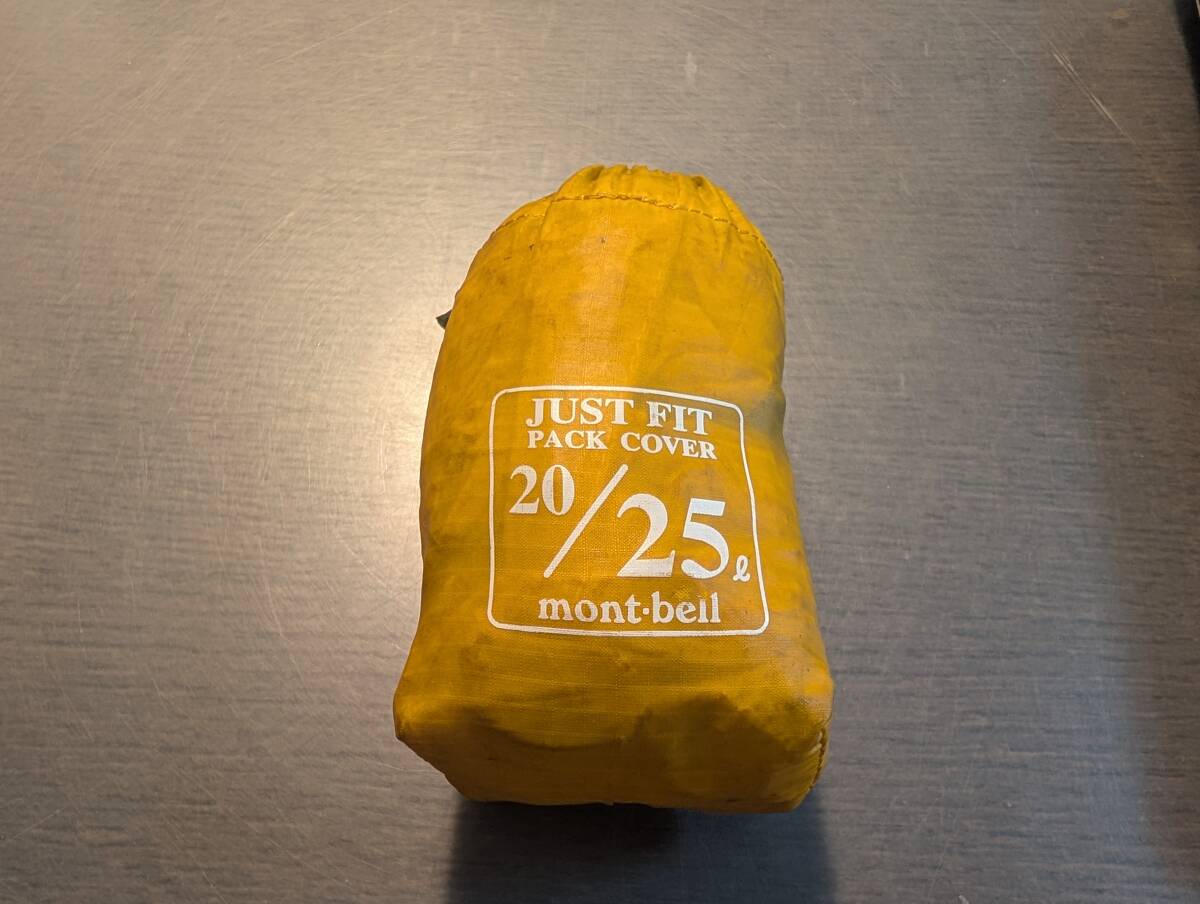 JUST FIT
PACK COVER
20/25ℓ
mont·bell